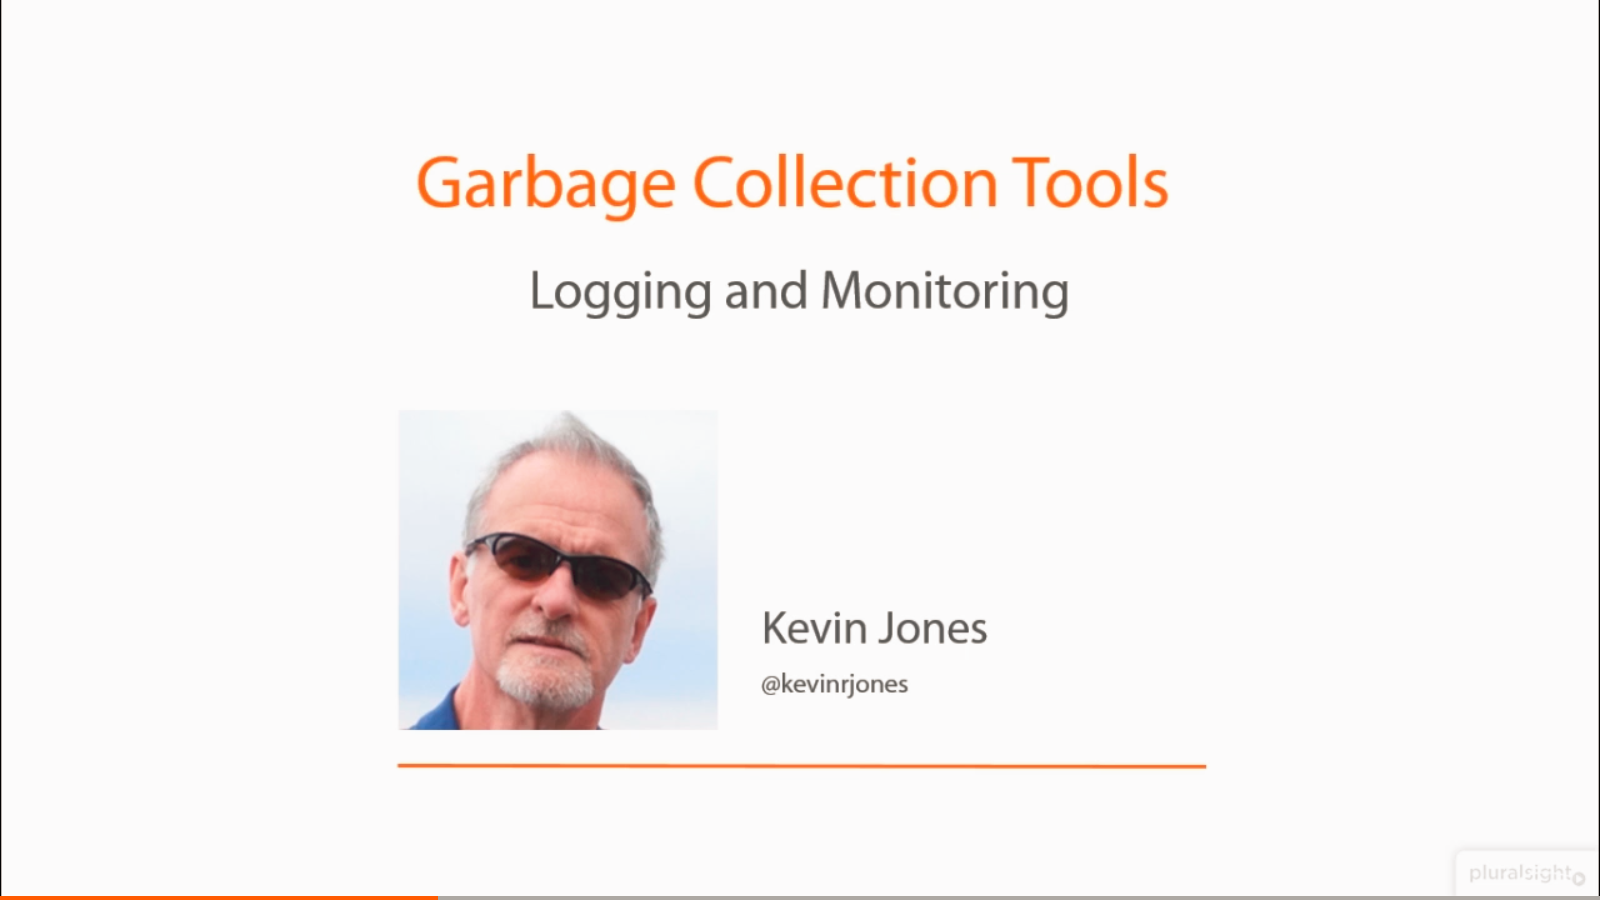 Garbage Collection Tools
Logging and Monitoring
Kevin Jones
@kevinrjones
pluralsight